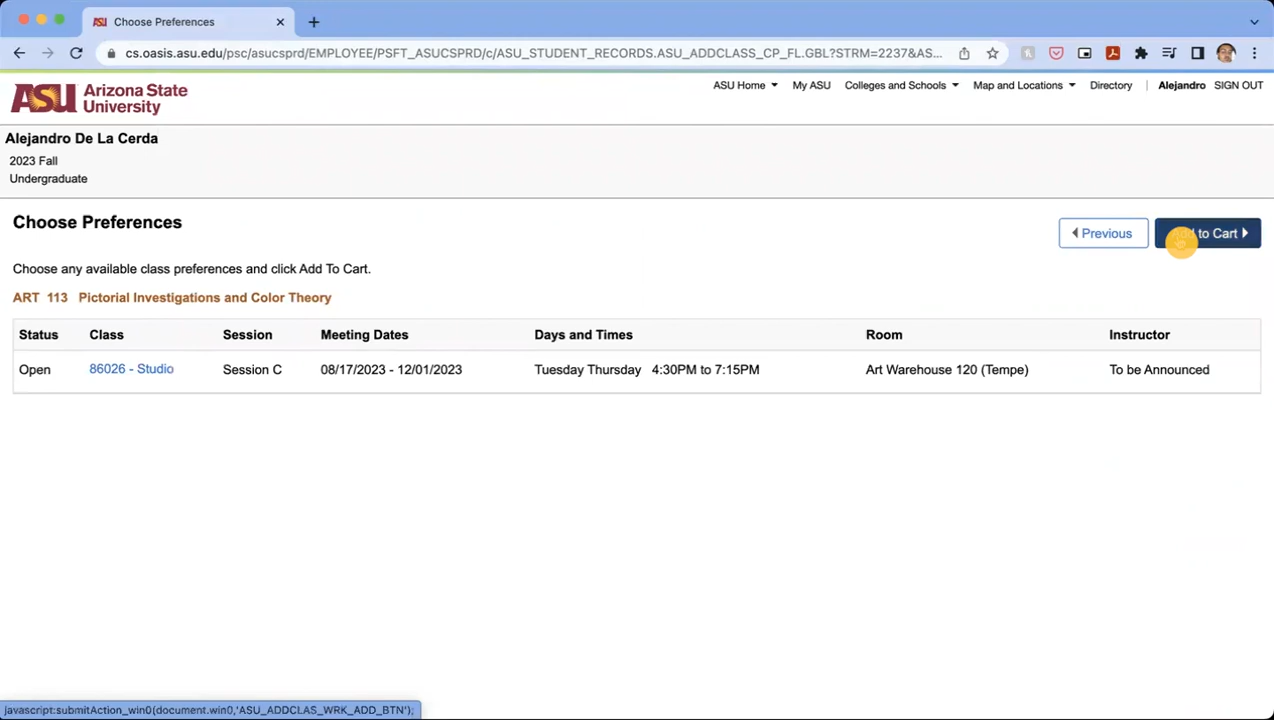 Choose Preferences
cs.oasis.asu.edu/psc/asucsprd/EMPLOYEE/PSFT_ASUCSPRD/c/ASU_STUDENT_RECORDS.ASU_ADDCLASS_CP_FL.GBL?STRM=2237&AS...
ASU Arizona State University
ASU Home My ASU Colleges and Schools Map and Locations Directory Alejandro SIGN OUT
Alejandro De La Cerda
2023 Fall
Undergraduate
Choose Preferences
Previous
to Cart
Choose any available class preferences and click Add To Cart.
ART 113 Pictorial Investigations and Color Theory
Status Class Session Meeting Dates Days and Times Room Instructor
Open 86026 - Studio Session C 08/17/2023 - 12/01/2023 Tuesday Thursday 4:30PM to 7:15PM Art Warehouse 120 (Tempe) To be Announced
javascript:submitAction_win0(document.win0,'ASU_ADDCLAS_WRK_ADD_BTN');